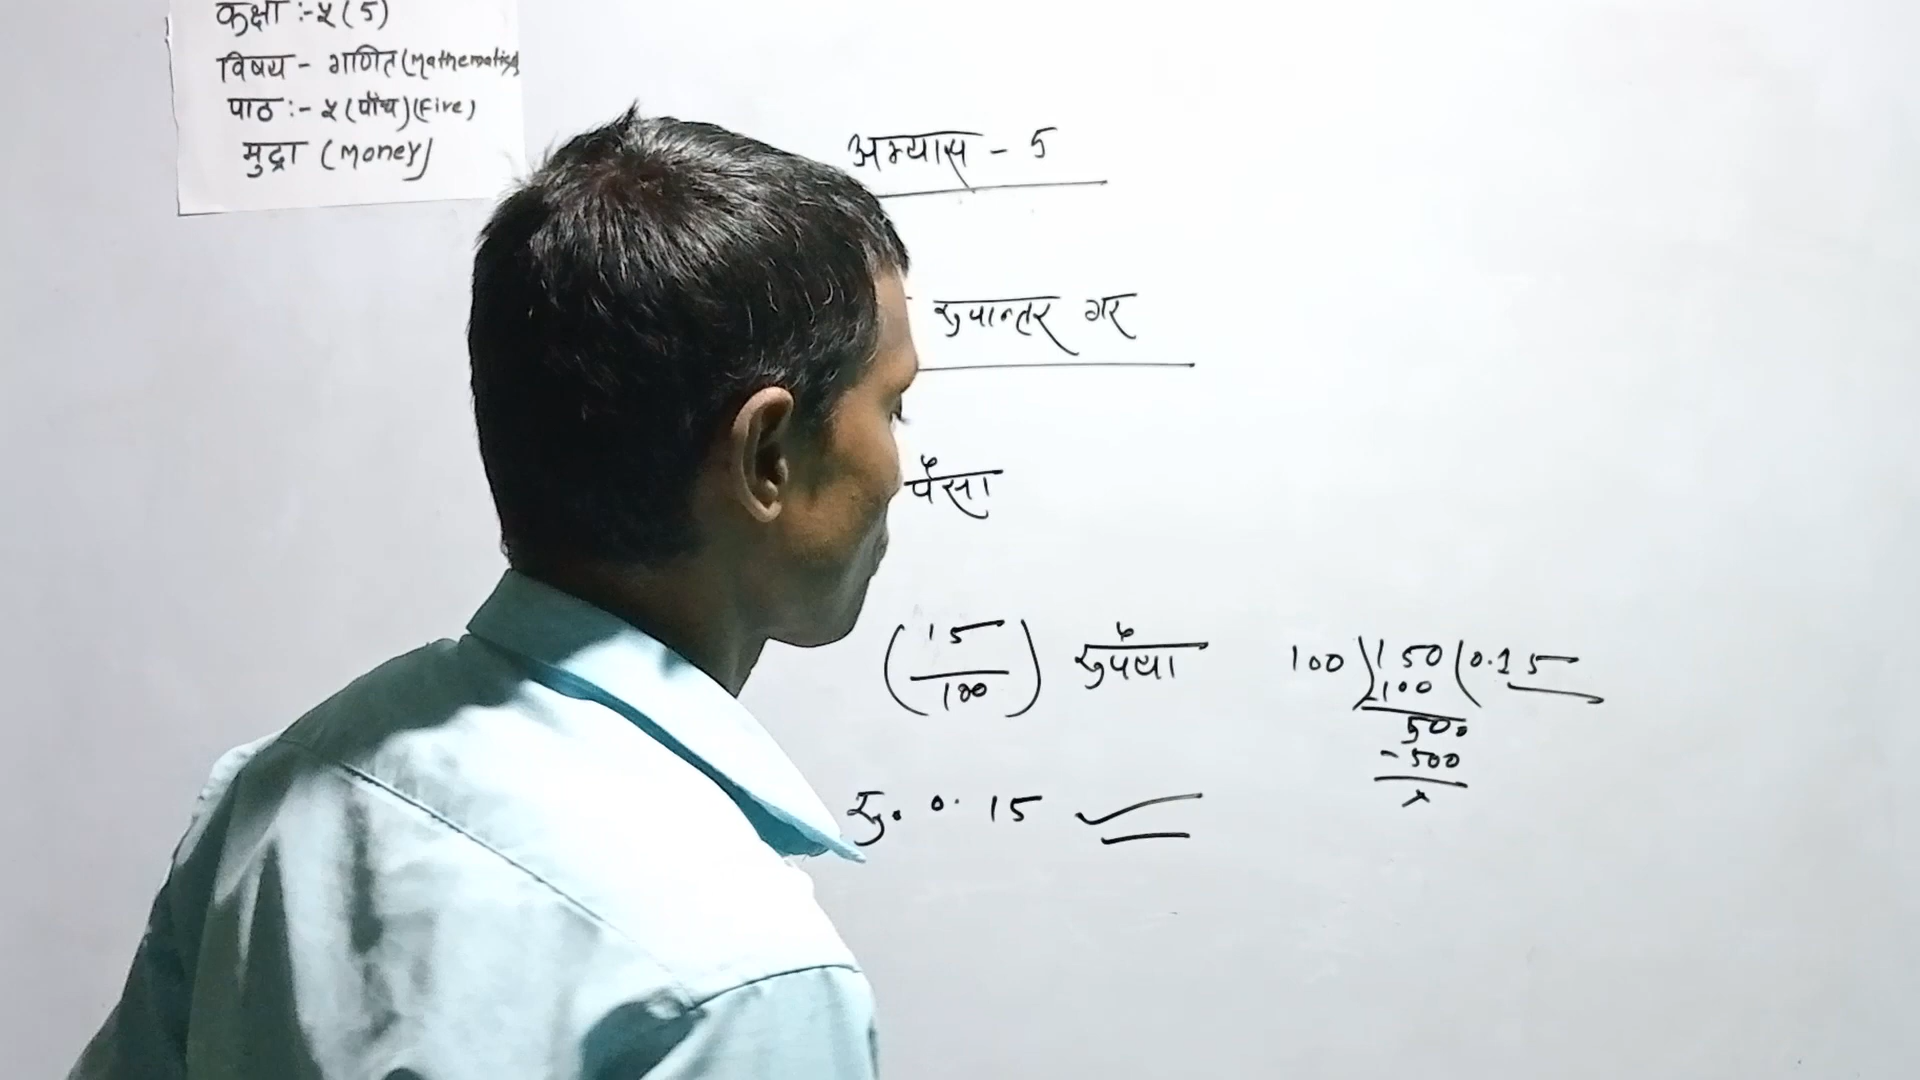 कक्षा :- ५ (5)
विषय - गणित (Mathematics)
पाठ :- ५ (पाँच) (Five)
मुद्रा (Money)
अभ्यास - 5
रुपान्तर गर
पैसा
(15/100) रुपैया
रु. 0.15
100)150(0.15
100
500
- 500
x